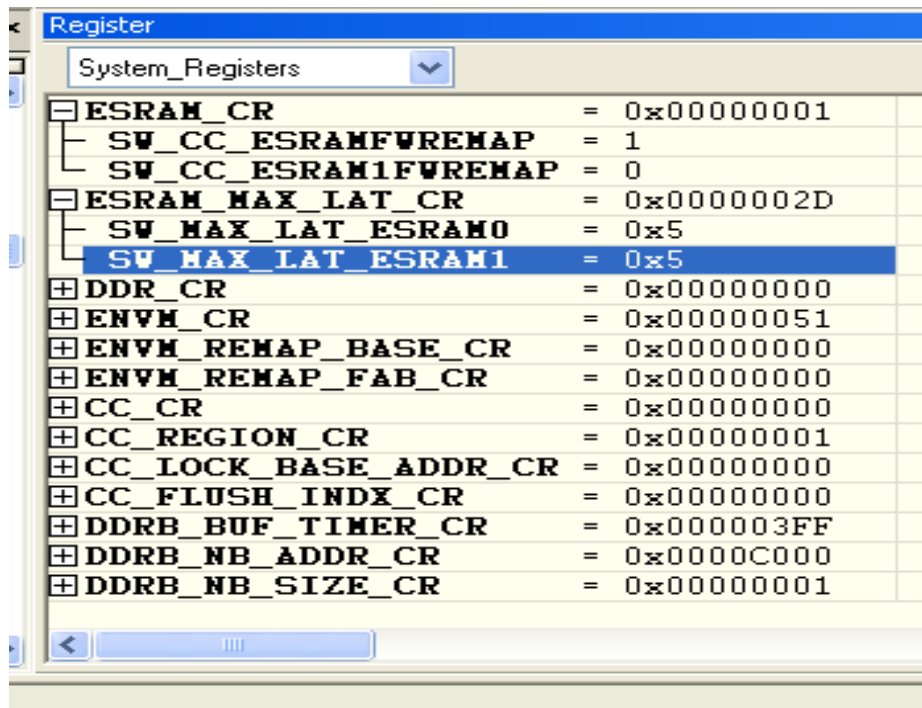 Register
System_Registers
ESRAM_CR = 0x00000001
SW_CC_ESRAMFWREMAP = 1
SW_CC_ESRAM1FWREMAP = 0
ESRAM_MAX_LAT_CR = 0x0000002D
SW_MAX_LAT_ESRAM0 = 0x5
SW_MAX_LAT_ESRAM1 = 0x5
DDR_CR = 0x00000000
ENVM_CR = 0x00000051
ENVM_REMAP_BASE_CR = 0x00000000
ENVM_REMAP_FAB_CR = 0x00000000
CC_CR = 0x00000000
CC_REGION_CR = 0x00000001
CC_LOCK_BASE_ADDR_CR = 0x00000000
CC_FLUSH_INDX_CR = 0x00000000
DDRB_BUF_TIMER_CR = 0x000003FF
DDRB_NB_ADDR_CR = 0x0000C000
DDRB_NB_SIZE_CR = 0x00000001